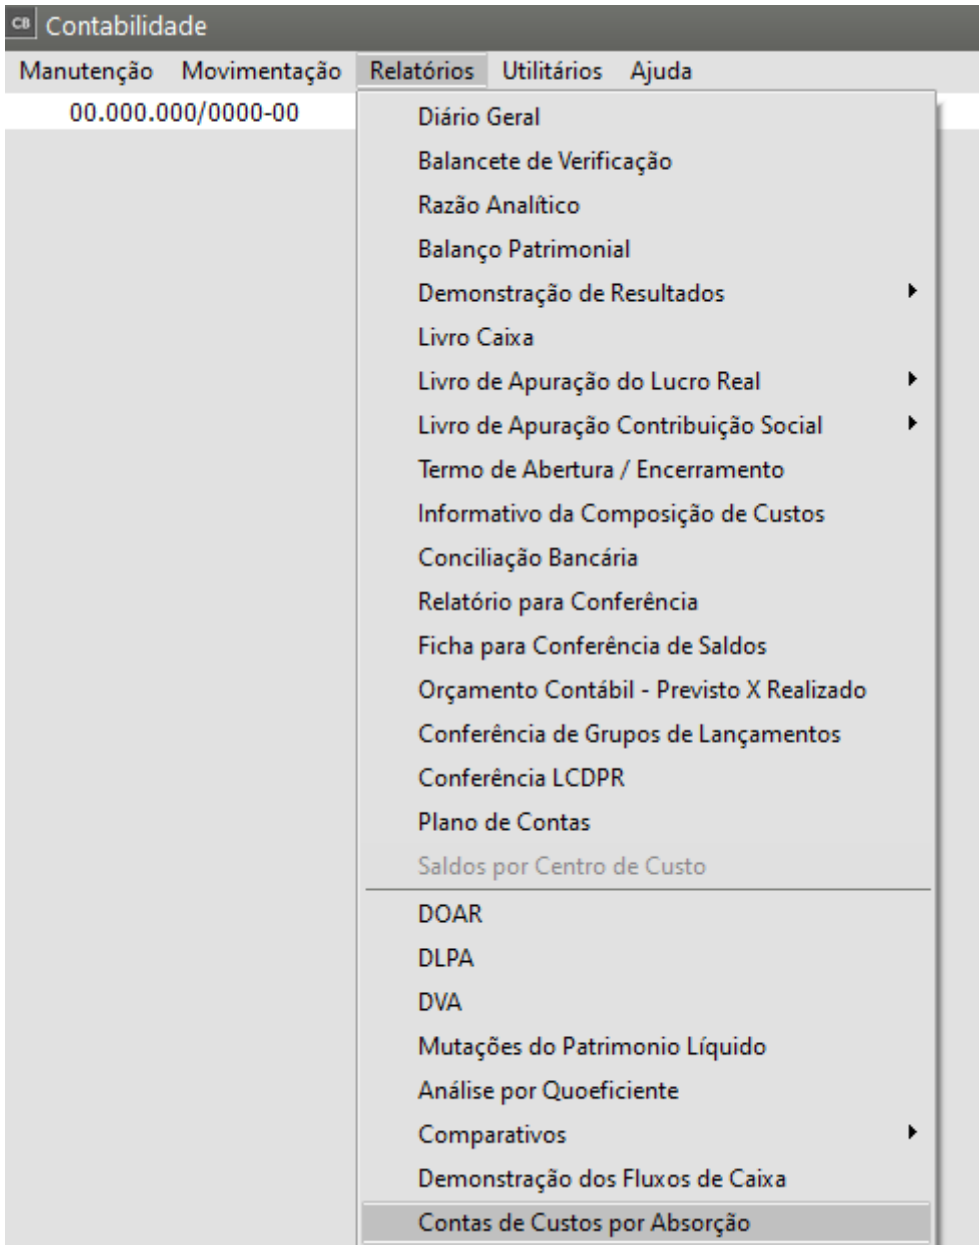 CB Contabilidade
Manutenção Movimentação Relatórios Utilitários Ajuda
00.000.000/0000-00
Diário Geral
Balancete de Verificação
Razão Analítico
Balanço Patrimonial
Demonstração de Resultados
Livro Caixa
Livro de Apuração do Lucro Real
Livro de Apuração Contribuição Social
Termo de Abertura / Encerramento
Informativo da Composição de Custos
Conciliação Bancária
Relatório para Conferência
Ficha para Conferência de Saldos
Orçamento Contábil - Previsto X Realizado
Conferência de Grupos de Lançamentos
Conferência LCDPR
Plano de Contas
Saldos por Centro de Custo
DOAR
DLPA
DVA
Mutações do Patrimonio Líquido
Análise por Quoeficiente
Comparativos
Demonstração dos Fluxos de Caixa
Contas de Custos por Absorção